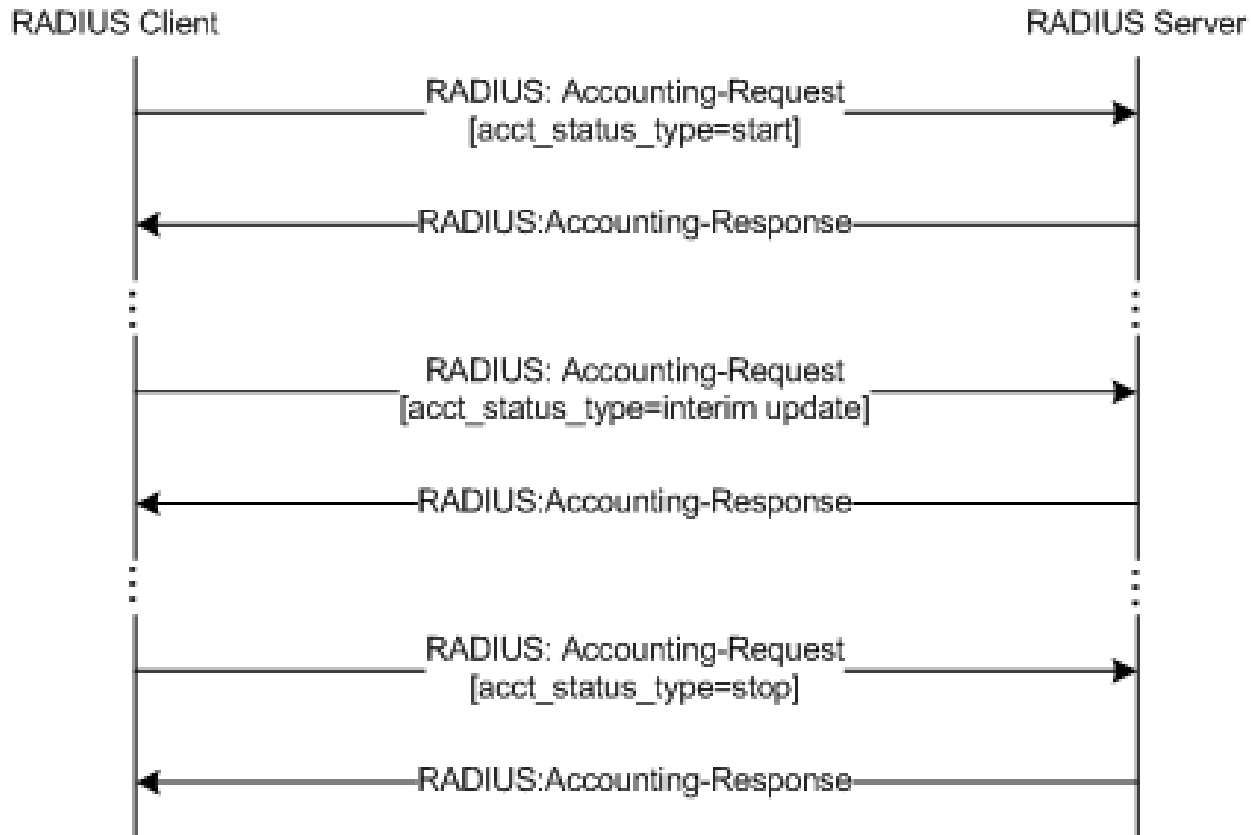 RADIUS Client
RADIUS Server
RADIUS: Accounting-Request
[acct_status_type=start]
RADIUS:Accounting-Response
RADIUS: Accounting-Request
[acct_status_type=interim update]
RADIUS:Accounting-Response
RADIUS: Accounting-Request
[acct_status_type=stop]
RADIUS:Accounting-Response